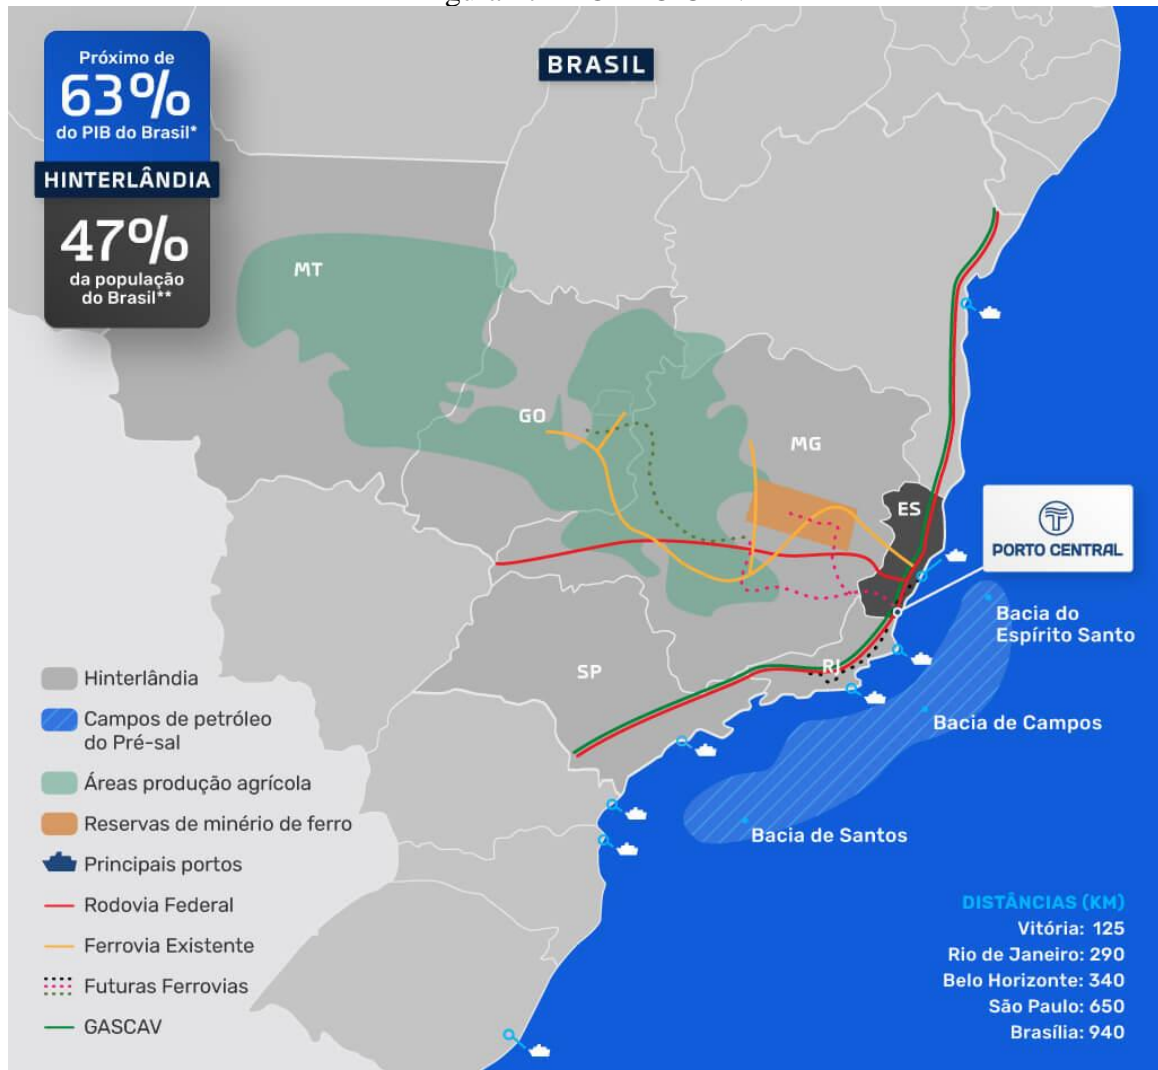 BRASIL
Próximo de
63%
do PIB do Brasil*
HINTERLÂNDIA
47%
da população
do Brasil**
MT
GO
MG
ES
SP
RJ
PORTO CENTRAL
Bacia do
Espírito Santo
Bacia de Campos
Bacia de Santos
Hinterlândia
Campos de petróleo
do Pré-sal
Áreas produção agrícola
Reservas de minério de ferro
Principais portos
Rodovia Federal
Ferrovia Existente
Futuras Ferrovias
GASCAV
DISTÂNCIAS (KM)
Vitória: 125
Rio de Janeiro: 290
Belo Horizonte: 340
São Paulo: 650
Brasília: 940